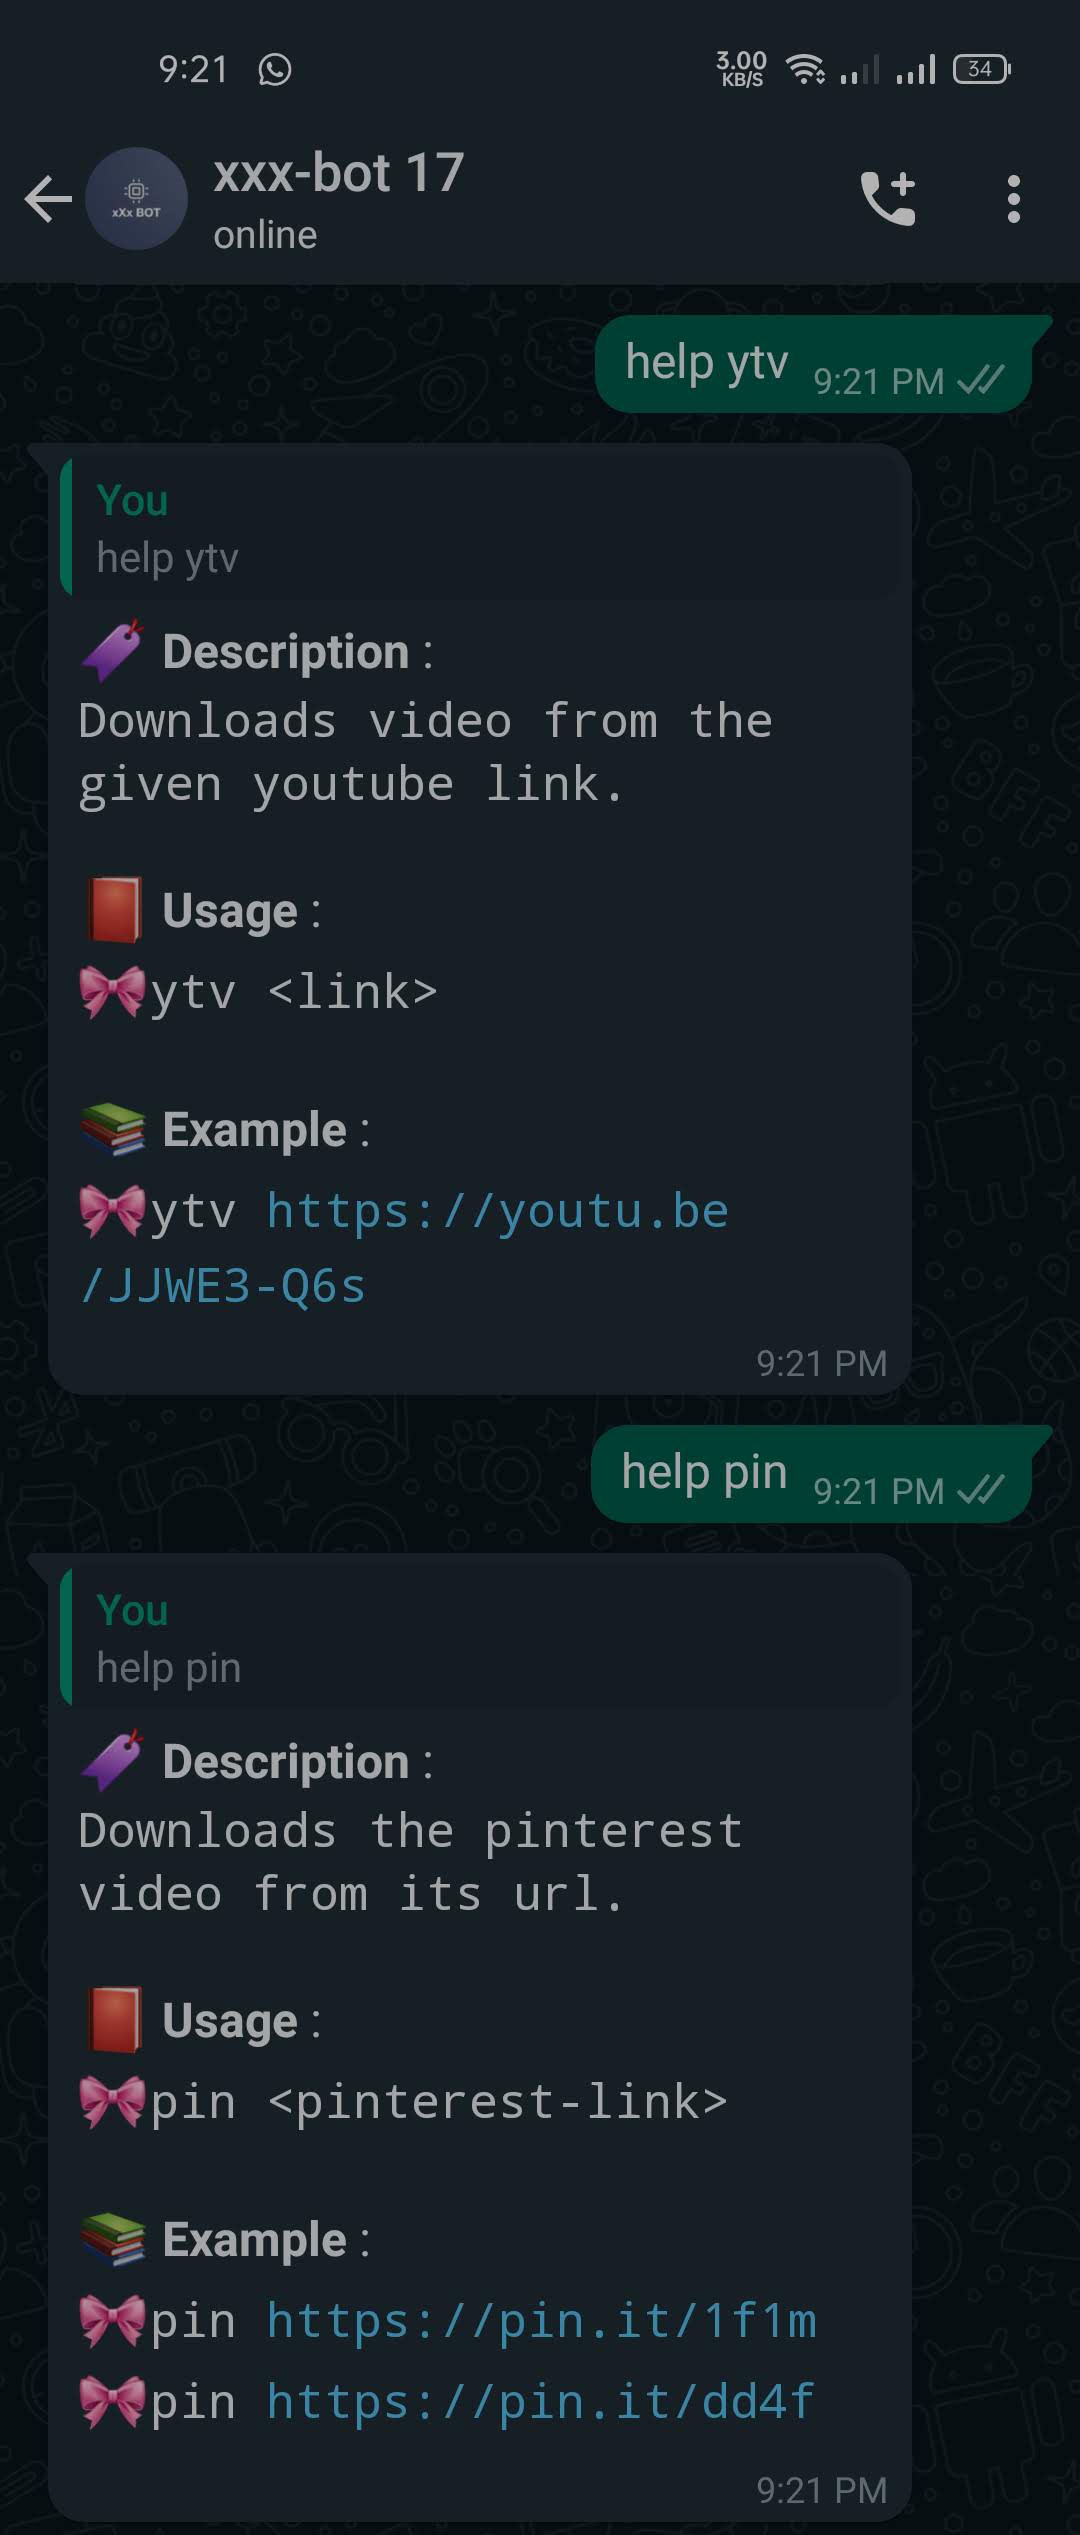 9:21
3.00
KB/S
34
xXx BOT
xxx-bot 17
online
help ytv 9:21 PM
You
help ytv
Description :
Downloads video from the
given youtube link.
Usage :
🎀ytv <link>
📚 Example :
🎀ytv https://youtu.be
/JJWE3-Q6s
9:21 PM
help pin 9:21 PM
You
help pin
Description :
Downloads the pinterest
video from its url.
Usage :
🎀pin <pinterest-link>
📚 Example :
🎀pin https://pin.it/1f1m
🎀pin https://pin.it/dd4f
9:21 PM